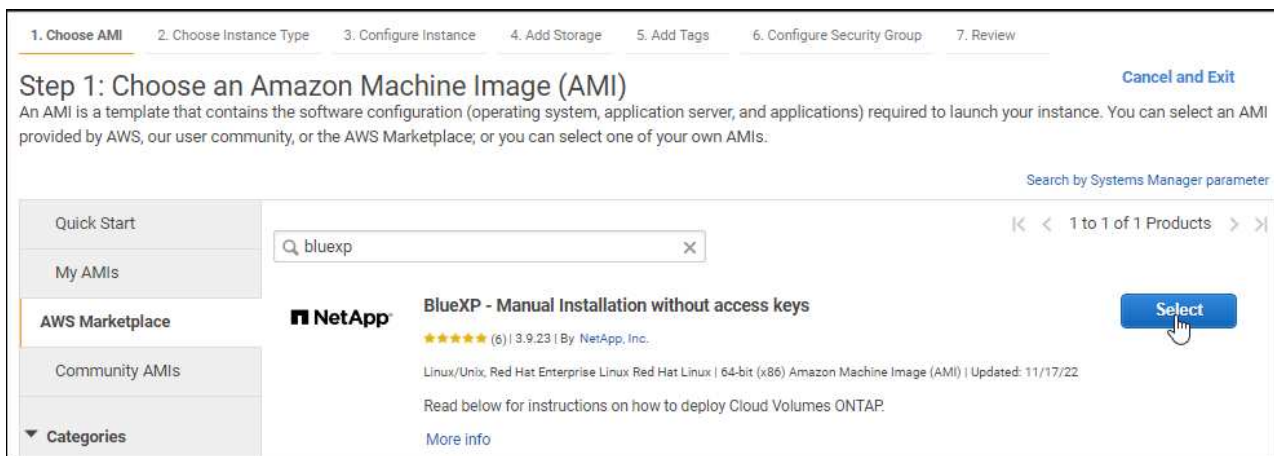 1. Choose AMI 2. Choose Instance Type 3. Configure Instance 4. Add Storage 5. Add Tags 6. Configure Security Group 7. Review
Step 1: Choose an Amazon Machine Image (AMI)
Cancel and Exit
An AMI is a template that contains the software configuration (operating system, application server, and applications) required to launch your instance. You can select an AMI
provided by AWS, our user community, or the AWS Marketplace; or you can select one of your own AMIs.
Search by Systems Manager parameter
Quick Start
My AMIs
AWS Marketplace
Community AMIs
Categories
1 to 1 of 1 Products
bluexp
NetApp
BlueXP - Manual Installation without access keys
(6) | 3.9.23 | By NetApp, Inc.
Linux/Unix, Red Hat Enterprise Linux Red Hat Linux | 64-bit (x86) Amazon Machine Image (AMI) | Updated: 11/17/22
Read below for instructions on how to deploy Cloud Volumes ONTAP.
More info
Select